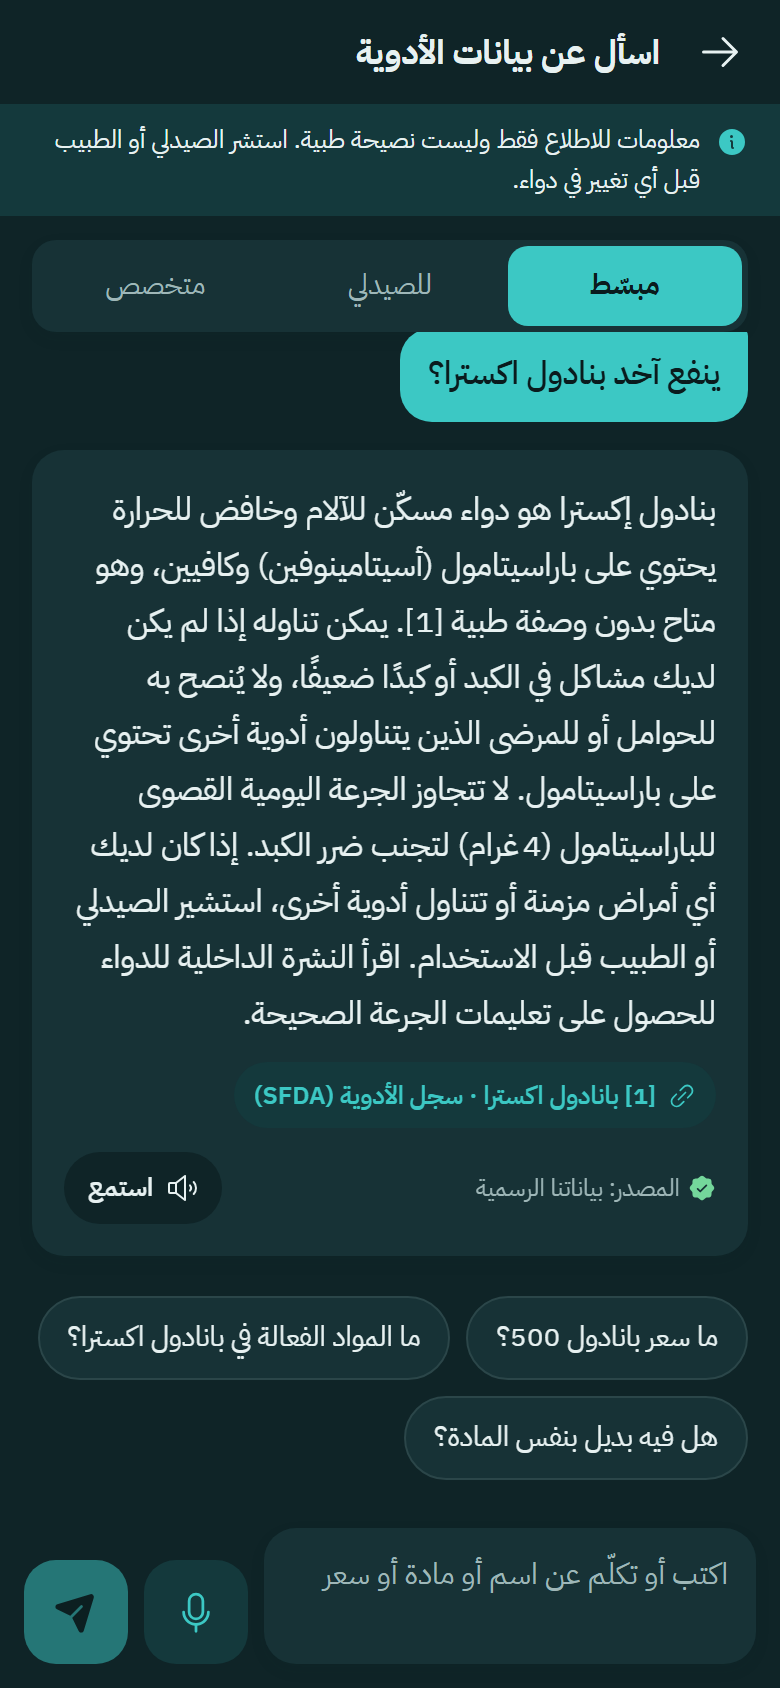 اسأل عن بيانات الأدوية
معلومات للاطلاع فقط وليست نصيحة طبية. استشر الصيدلي أو الطبيب
قبل أي تغيير في دواء.
مبسّط
للصيدلي
متخصص
ينفع آخد بنادول اكسترا؟
بنادول إكسترا هو دواء مسكّن للآلام وخافض للحرارة
يحتوي على باراسيتامول (أسيتامينوفين) وكافيين، وهو
متاح بدون وصفة طبية [1]. يمكن تناوله إذا لم يكن
لديك مشاكل في الكبد أو كبدًا ضعيفًا، ولا يُنصح به
للحوامل أو للمرضى الذين يتناولون أدوية أخرى تحتوي
على باراسيتامول. لا تتجاوز الجرعة اليومية القصوى
للباراسيتامول (4 غرام) لتجنب ضرر الكبد. إذا كان لديك
أي أمراض مزمنة أو تتناول أدوية أخرى، استشير الصيدلي
أو الطبيب قبل الاستخدام. اقرأ النشرة الداخلية للدواء
للحصول على تعليمات الجرعة الصحيحة.
[1] بانادول اكسترا · سجل الأدوية (SFDA)
المصدر: بياناتنا الرسمية
استمع
ما سعر بانادول 500؟
ما المواد الفعالة في بانادول اكسترا؟
هل فيه بديل بنفس المادة؟
اكتب أو تكلّم عن اسم أو مادة أو سعر